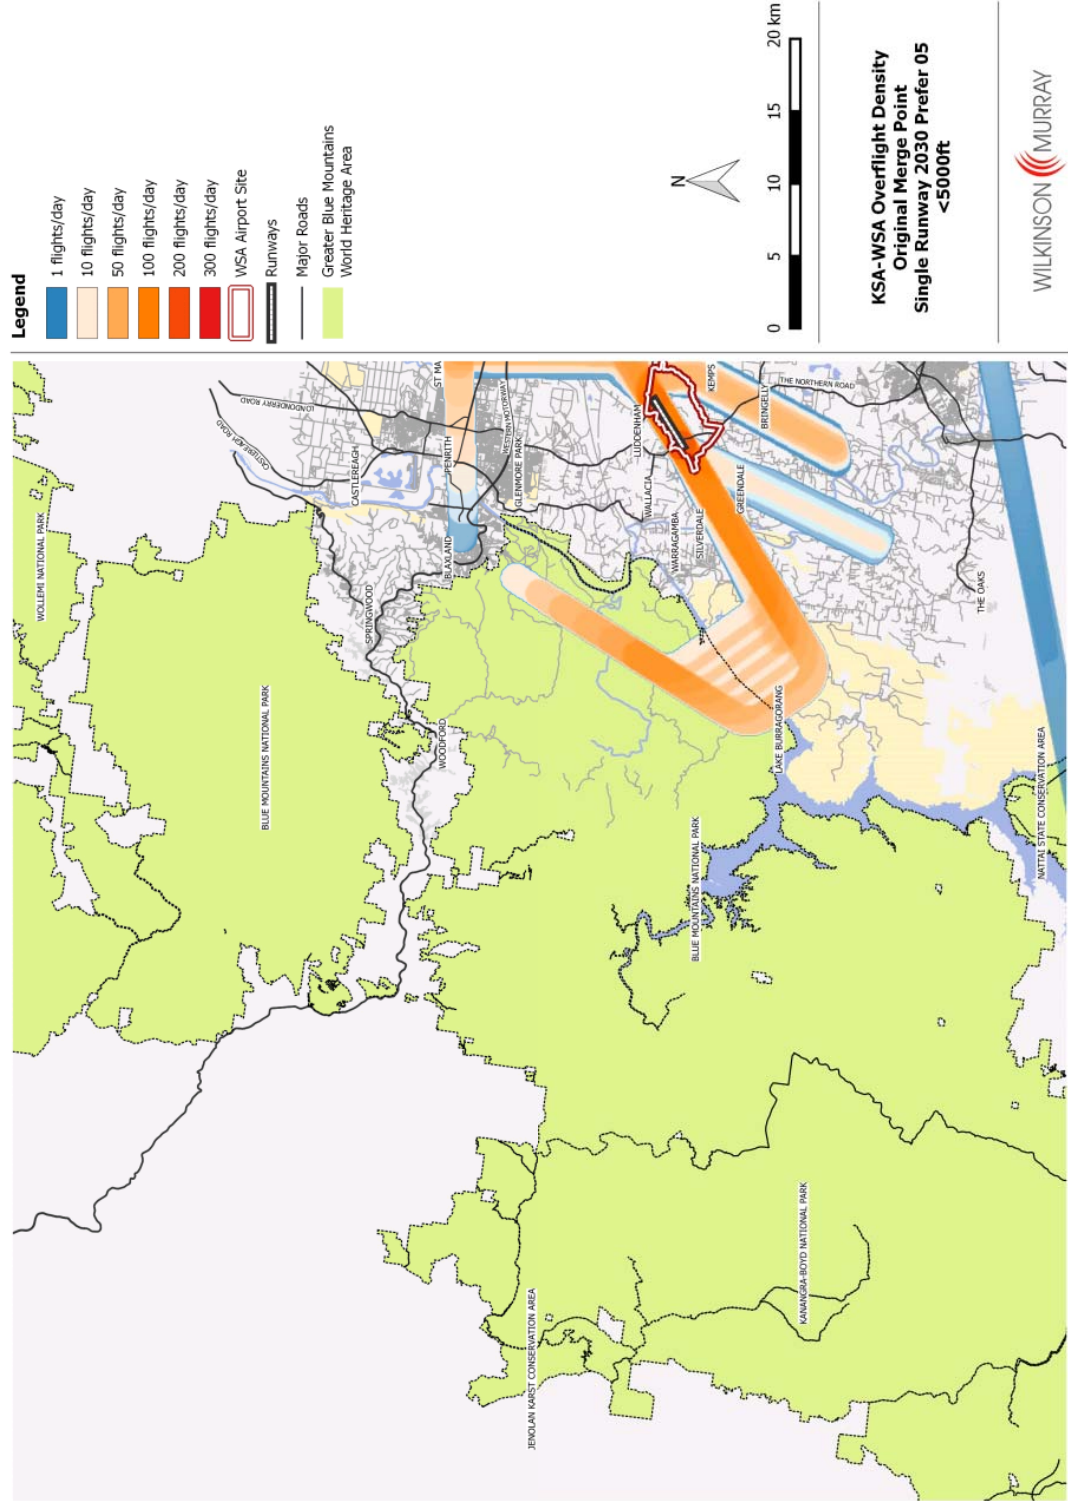 Legend
1 flights/day
10 flights/day
50 flights/day
100 flights/day
200 flights/day
300 flights/day
WSA Airport Site
Runways
Major Roads
Greater Blue Mountains
World Heritage Area
N
0 5 10 15 20 km
KSA-WSA Overflight Density
Original Merge Point
Single Runway 2030 Prefer 05
<5000ft
WILKINSON MURRAY
WOLLEMI NATIONAL PARK
CASTLEREAGH ROAD
LONDONDERRY ROAD
BLUE MOUNTAINS NATIONAL PARK
CASTLEREAGH
SPRINGWOOD
ST MA
PENRITH
BLAXLAND
WOODFORD
WESTERN MOTORWAY
GLENMORE PARK
JENOLAN KARST CONSERVATION AREA
LUDDENHAM
WALLACIA
WARRAGAMBA
SILVERDALE
BLUE MOUNTAINS NATIONAL PARK
KEMPS
GREENDALE
BRINGELLY
THE NORTHERN ROAD
LAKE BURRAGORANG
KANANGRA-BOYD NATIONAL PARK
THE OAKS
NATTAI STATE CONSERVATION AREA